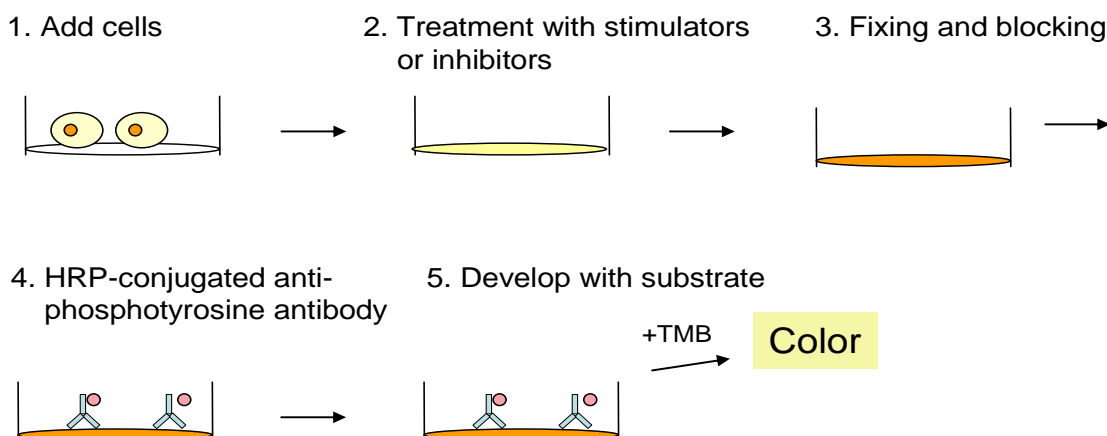 1. Add cells
2. Treatment with stimulators
or inhibitors
3. Fixing and blocking
4. HRP-conjugated anti-
phosphotyrosine antibody
5. Develop with substrate
+TMB
Color